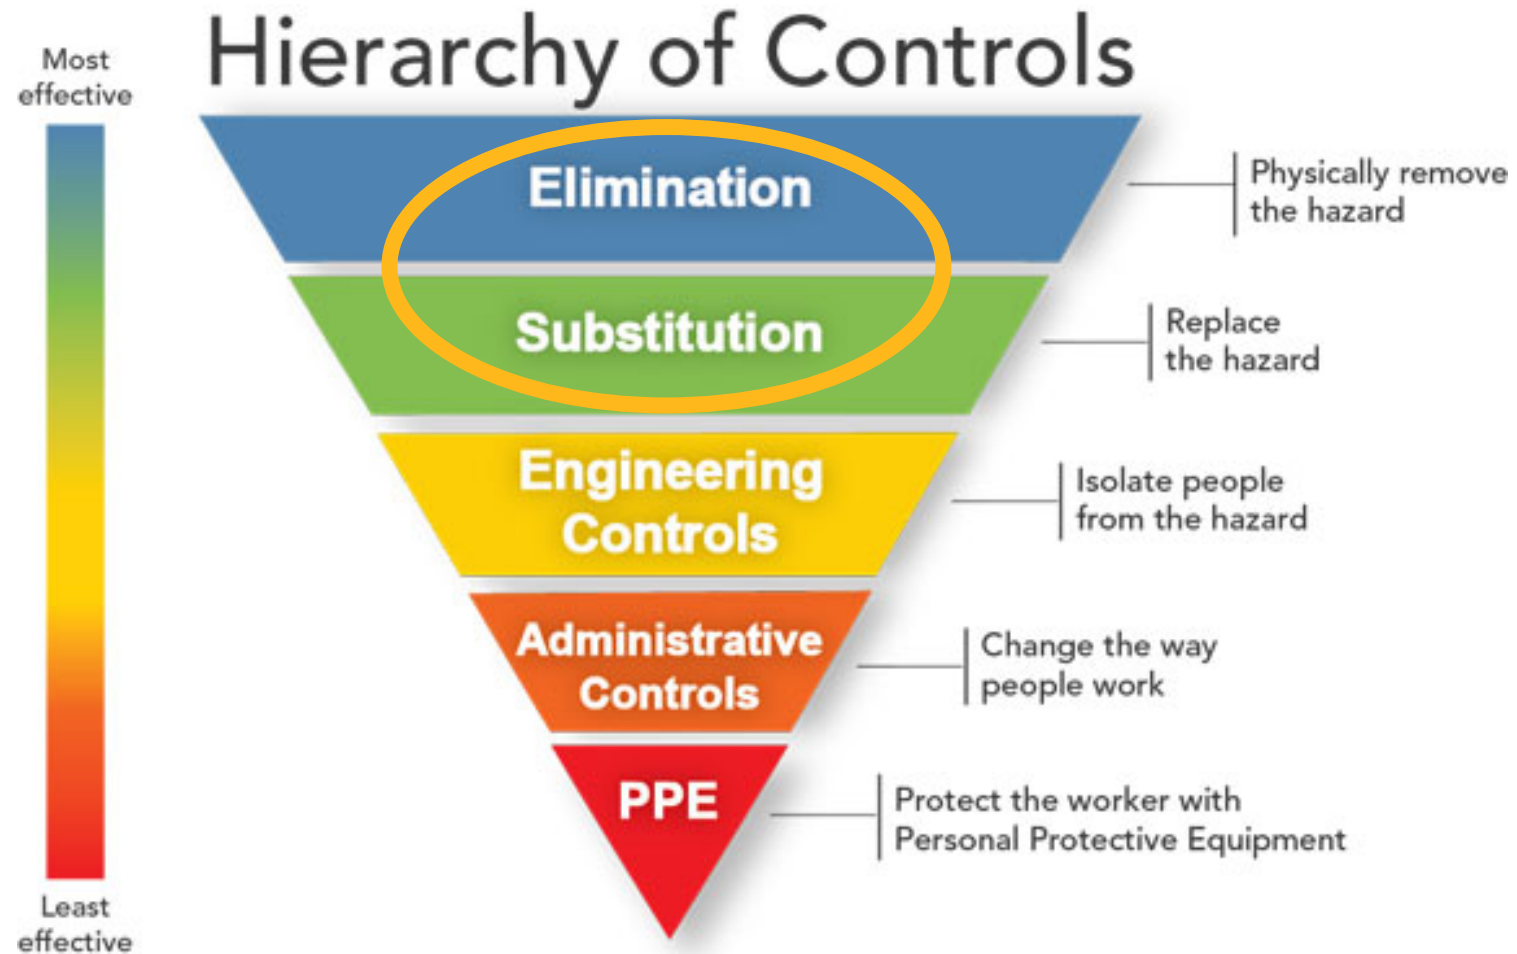 Hierarchy of Controls
Most
effective
Elimination
Physically remove
the hazard
Substitution
Replace
the hazard
Engineering
Controls
Isolate people
from the hazard
Administrative
Controls
Change the way
people work
PPE
Protect the worker with
Personal Protective Equipment
Least
effective